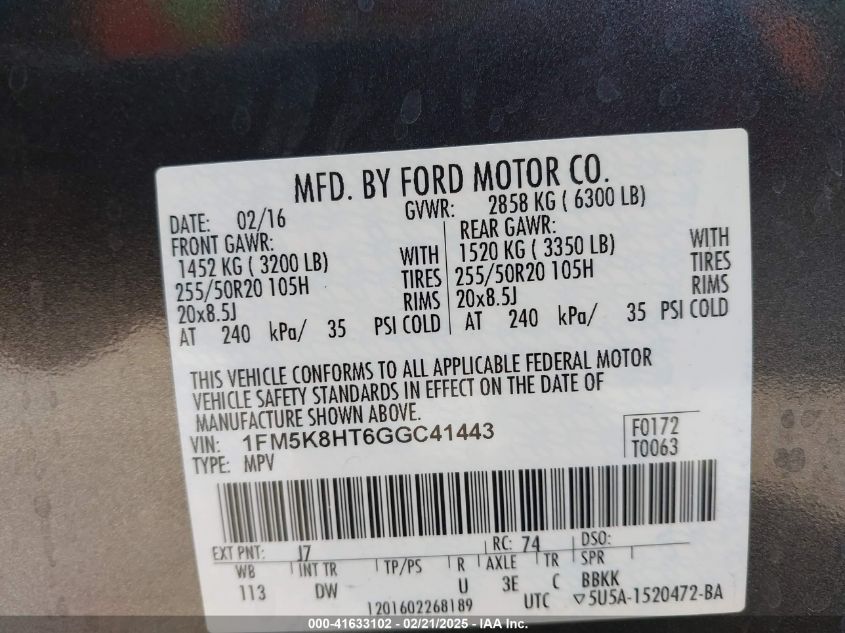 MFD. BY FORD MOTOR CO.
DATE: 02/16 GVWR: 2858 KG ( 6300 LB)
FRONT GAWR: REAR GAWR:
1452 KG ( 3200 LB) WITH 1520 KG ( 3350 LB) WITH
255/50R20 105H TIRES 255/50R20 105H TIRES
20x8.5J RIMS 20x8.5J RIMS
AT 240 kPa/ 35 PSI COLD AT 240 kPa/ 35 PSI COLD
THIS VEHICLE CONFORMS TO ALL APPLICABLE FEDERAL MOTOR
VEHICLE SAFETY STANDARDS IN EFFECT ON THE DATE OF
MANUFACTURE SHOWN ABOVE.
VIN: 1FM5K8HT6GGC41443 F0172
TYPE: MPV T0063
EXT PNT: J7 RC: 74 DSO:
WB INT TR TP/PS R AXLE TR SPR
113 DW U 3E C BBKK
1201602268189 UTC ▽5U5A-1520472-BA
000-41633102 - 02/21/2025 - IAA Inc.